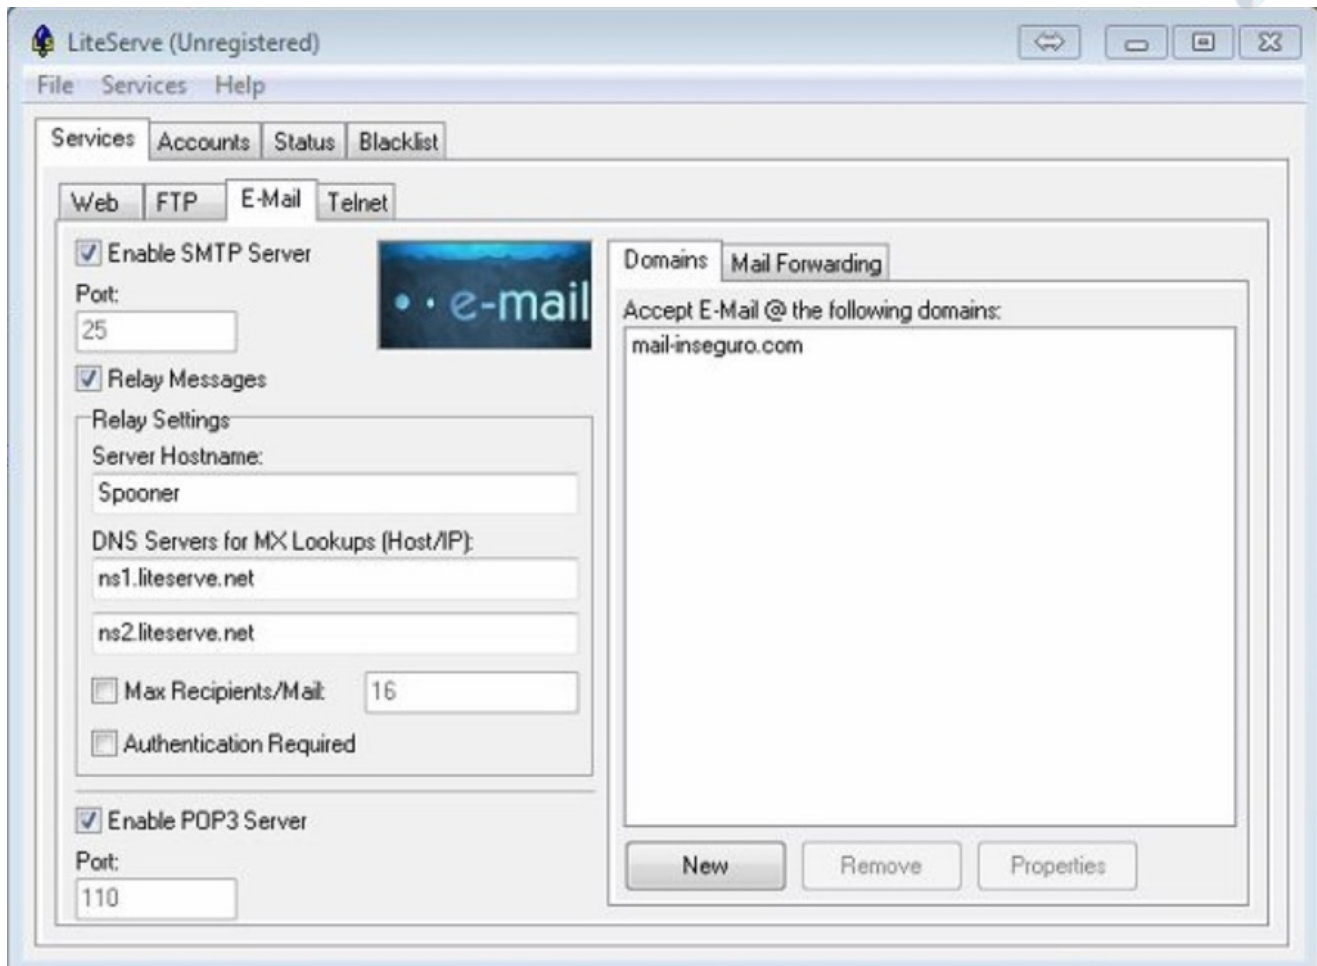 LiteServe (Unregistered)
File Services Help
Services Accounts Status Blacklist
Web FTP E-Mail Telnet
Enable SMTP Server
Port:
25
e-mail
Relay Messages
Relay Settings
Server Hostname:
Spooner
DNS Servers for MX Lookups (Host/IP):
ns1.liteserve.net
ns2.liteserve.net
Max Recipients/Mail: 16
Authentication Required
Enable POP3 Server
Port:
110
Domains Mail Forwarding
Accept E-Mail @ the following domains:
mail-inseguro.com
New Remove Properties